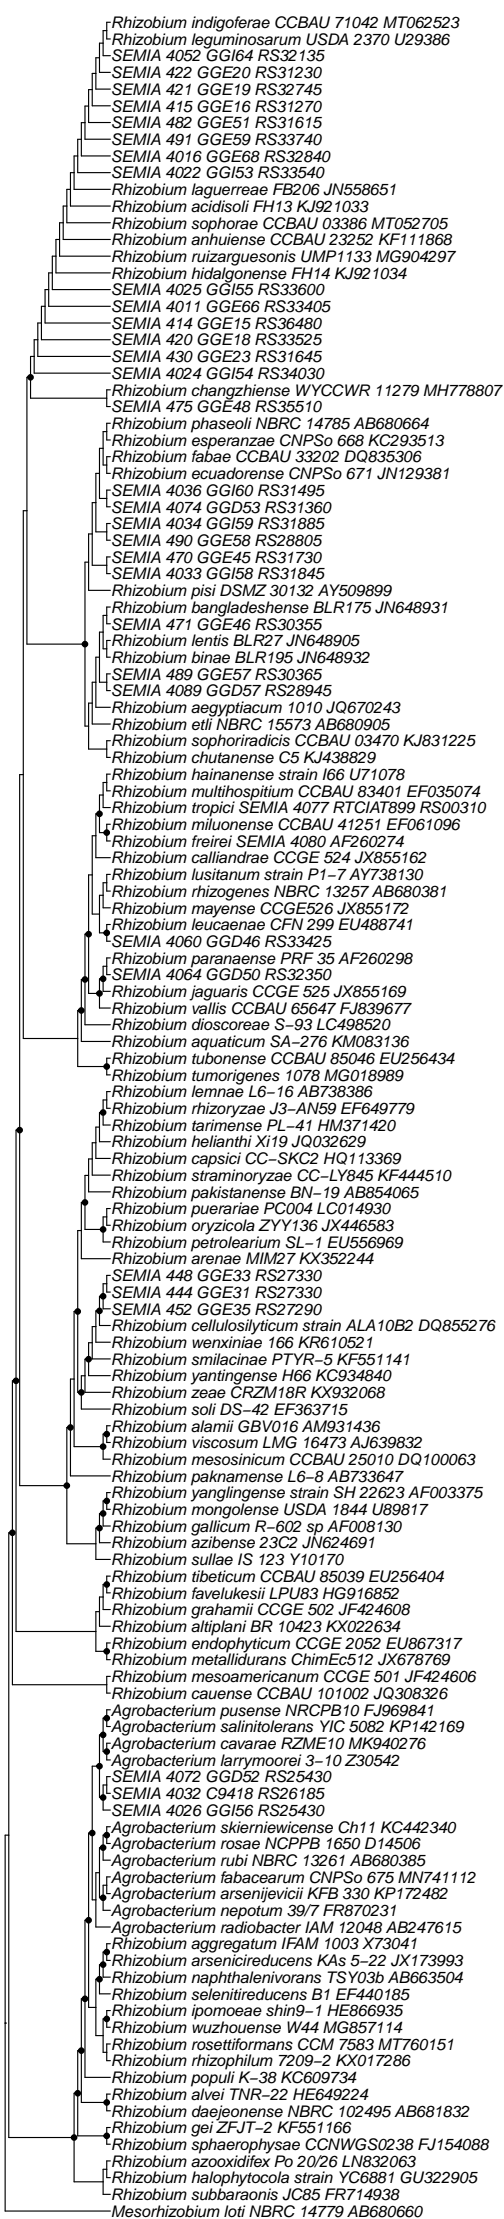 Rhizobium indigoferae CCBAU 71042 MT062523
Rhizobium leguminosarum USDA 2370 U29386
SEMIA 4052 GGI64 RS32135
SEMIA 422 GGE20 RS31230
SEMIA 421 GGE19 RS32745
SEMIA 415 GGE16 RS31270
SEMIA 482 GGE51 RS31615
SEMIA 491 GGE59 RS33740
SEMIA 4016 GGE68 RS32840
SEMIA 4022 GGI53 RS33540
Rhizobium laguerreae FB206 JN558651
Rhizobium acidisoli FH13 KJ921033
Rhizobium sophorae CCBAU 03386 MT052705
Rhizobium anhuiense CCBAU 23252 KF111868
Rhizobium ruizarguesonis UMP1133 MG904297
Rhizobium hidalgonense FH14 KJ921034
SEMIA 4025 GGI55 RS33600
SEMIA 4011 GGE66 RS33405
SEMIA 414 GGE15 RS36480
SEMIA 420 GGE18 RS33525
SEMIA 430 GGE23 RS31645
SEMIA 4024 GGI54 RS34030
Rhizobium changzhiense WYCCWR 11279 MH778807
SEMIA 475 GGE48 RS35510
Rhizobium phaseoli NBRC 14785 AB680664
Rhizobium esperanzae CNPSo 668 KC293513
Rhizobium fabae CCBAU 33202 DQ835306
Rhizobium ecuadorense CNPSo 671 JN129381
SEMIA 4036 GGI60 RS31495
SEMIA 4074 GGD53 RS31360
SEMIA 4034 GGI59 RS31885
SEMIA 490 GGE58 RS28805
SEMIA 470 GGE45 RS31730
SEMIA 4033 GGI58 RS31845
Rhizobium pisi DSMZ 30132 AY509899
Rhizobium bangladeshense BLR175 JN648931
SEMIA 471 GGE46 RS30355
Rhizobium lentis BLR27 JN648905
Rhizobium binae BLR195 JN648932
SEMIA 489 GGE57 RS30365
SEMIA 4089 GGD57 RS28945
Rhizobium aegyptiacum 1010 JQ670243
Rhizobium etli NBRC 15573 AB680905
Rhizobium sophoriradicis CCBAU 03470 KJ831225
Rhizobium chutanense C5 KJ438829
Rhizobium hainanense strain I66 U71078
Rhizobium multihospitium CCBAU 83401 EF035074
Rhizobium tropici SEMIA 4077 RTCIAT899 RS00310
Rhizobium miluonense CCBAU 41251 EF061096
Rhizobium freirei SEMIA 4080 AF260274
Rhizobium calliandrae CCGE 524 JX855162
Rhizobium lusitanum strain P1−7 AY738130
Rhizobium rhizogenes NBRC 13257 AB680381
Rhizobium mayense CCGE526 JX855172
Rhizobium leucaenae CFN 299 EU488741
SEMIA 4060 GGD46 RS33425
Rhizobium paranaense PRF 35 AF260298
SEMIA 4064 GGD50 RS32350
Rhizobium jaguaris CCGE 525 JX855169
Rhizobium vallis CCBAU 65647 FJ839677
Rhizobium dioscoreae S−93 LC498520
Rhizobium aquaticum SA−276 KM083136
Rhizobium tubonense CCBAU 85046 EU256434
Rhizobium tumorigenes 1078 MG018989
Rhizobium lemnae L6−16 AB738386
Rhizobium rhizoryzae J3−AN59 EF649779
Rhizobium tarimense PL−41 HM371420
Rhizobium helianthi Xi19 JQ032629
Rhizobium capsici CC−SKC2 HQ113369
Rhizobium straminoryzae CC−LY845 KF444510
Rhizobium pakistanense BN−19 AB854065
Rhizobium puerariae PC004 LC014930
Rhizobium oryzicola ZYY136 JX446583
Rhizobium petrolearium SL−1 EU556969
Rhizobium arenae MIM27 KX352244
SEMIA 448 GGE33 RS27330
SEMIA 444 GGE31 RS27330
SEMIA 452 GGE35 RS27290
Rhizobium cellulosilyticum strain ALA10B2 DQ855276
Rhizobium wenxiniae 166 KR610521
Rhizobium smilacinae PTYR−5 KF551141
Rhizobium yantingense H66 KC934840
Rhizobium zeae CRZM18R KX932068
Rhizobium soli DS−42 EF363715
Rhizobium alamii GBV016 AM931436
Rhizobium viscosum LMG 16473 AJ639832
Rhizobium mesosinicum CCBAU 25010 DQ100063
Rhizobium paknamense L6−8 AB733647
Rhizobium yanglingense strain SH 22623 AF003375
Rhizobium mongolense USDA 1844 U89817
Rhizobium gallicum R−602 sp AF008130
Rhizobium azibense 23C2 JN624691
Rhizobium sullae IS 123 Y10170
Rhizobium tibeticum CCBAU 85039 EU256404
Rhizobium favelukesii LPU83 HG916852
Rhizobium grahamii CCGE 502 JF424608
Rhizobium altiplani BR 10423 KX022634
Rhizobium endophyticum CCGE 2052 EU867317
Rhizobium metallidurans ChimEc512 JX678769
Rhizobium mesoamericanum CCGE 501 JF424606
Rhizobium cauense CCBAU 101002 JQ308326
Agrobacterium pusense NRCPB10 FJ969841
Agrobacterium salinitolerans YIC 5082 KP142169
Agrobacterium cavarae RZME10 MK940276
Agrobacterium larrymoorei 3−10 Z30542
SEMIA 4072 GGD52 RS25430
SEMIA 4032 C9418 RS26185
SEMIA 4026 GGI56 RS25430
Agrobacterium skierniewicense Ch11 KC442340
Agrobacterium rosae NCPPB 1650 D14506
Agrobacterium rubi NBRC 13261 AB680385
Agrobacterium fabacearum CNPSo 675 MN741112
Agrobacterium arsenijevicii KFB 330 KP172482
Agrobacterium nepotum 39/7 FR870231
Agrobacterium radiobacter IAM 12048 AB247615
Rhizobium aggregatum IFAM 1003 X73041
Rhizobium arsenicireducens KAs 5−22 JX173993
Rhizobium naphthalenivorans TSY03b AB663504
Rhizobium selenitireducens B1 EF440185
Rhizobium ipomoeae shin9−1 HE866935
Rhizobium wuzhouense W44 MG857114
Rhizobium rosettiformans CCM 7583 MT760151
Rhizobium rhizophilum 7209−2 KX017286
Rhizobium populi K−38 KC609734
Rhizobium alvei TNR−22 HE649224
Rhizobium daejeonense NBRC 102495 AB681832
Rhizobium gei ZFJT−2 KF551166
Rhizobium sphaerophysae CCNWGS0238 FJ154088
Rhizobium azooxidifex Po 20/26 LN832063
Rhizobium halophytocola strain YC6881 GU322905
Rhizobium subbaraonis JC85 FR714938
Mesorhizobium loti NBRC 14779 AB680660